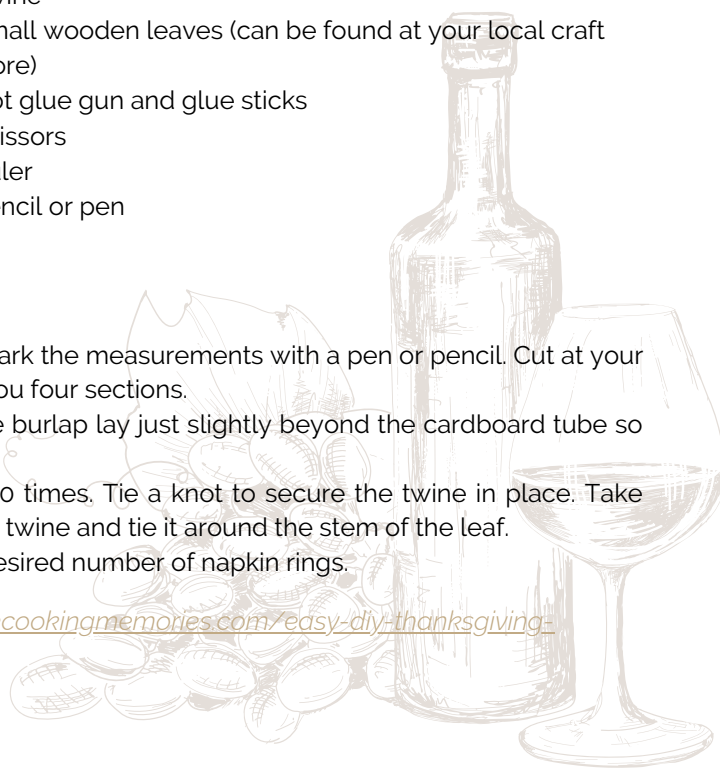 nall wooden leaves (can be found at your local craft
ore)
ot glue gun and glue sticks
issors
ler
ncil or pen
ark the measurements with a pen or pencil. Cut at your
ou four sections.
e burlap lay just slightly beyond the cardboard tube so
0 times. Tie a knot to secure the twine in place. Take
twine and tie it around the stem of the leaf.
esired number of napkin rings.
cookingmemories.com/easy-diy-thanksgiving-